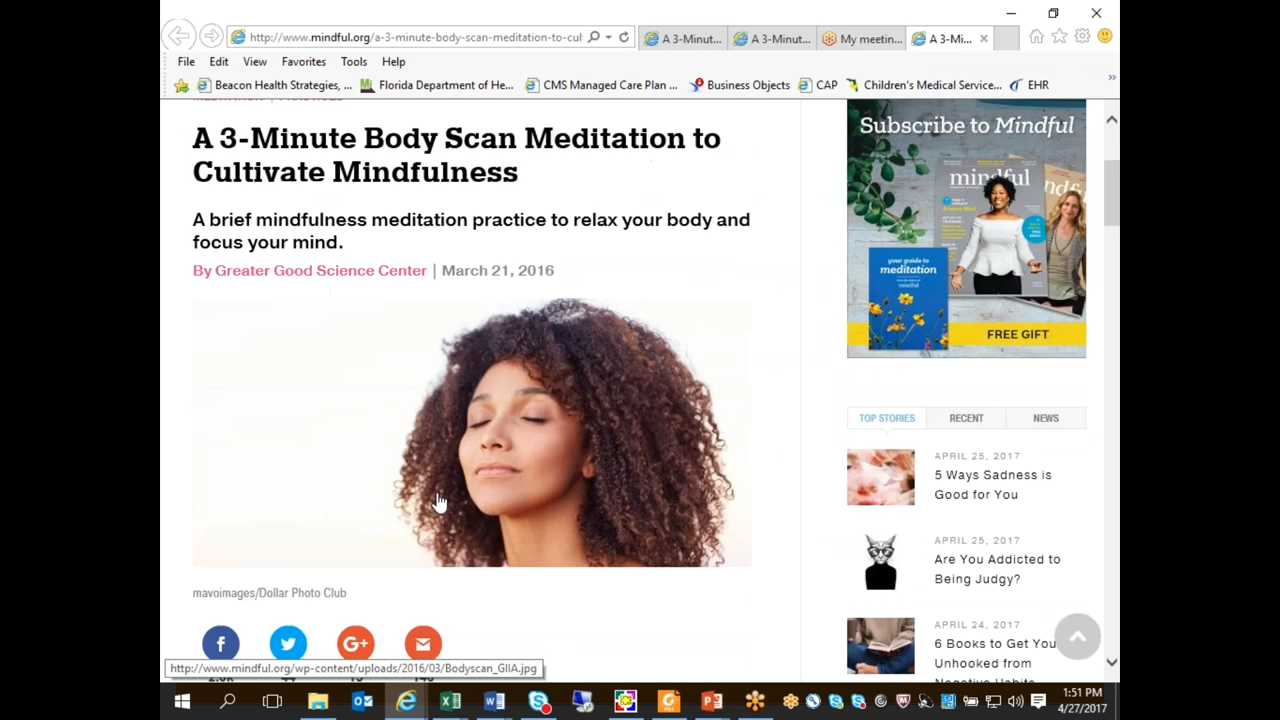 http://www.mindful.org/a-3-minute-body-scan-meditation-to-cul
A 3-Minut...
A 3-Minut...
My meetin...
A 3-Mi...
File Edit View Favorites Tools Help
Beacon Health Strategies, ...
Florida Department of He...
CMS Managed Care Plan ...
Business Objects
CAP
Children's Medical Service...
EHR
A 3-Minute Body Scan Meditation to
Cultivate Mindfulness
A brief mindfulness meditation practice to relax your body and
focus your mind.
By Greater Good Science Center | March 21, 2016
mavoimages/Dollar Photo Club
http://www.mindful.org/wp-content/uploads/2016/03/Bodyscan_GIIA.jpg
Subscribe to Mindful
mindful
your guide to
meditation
mindful
FREE GIFT
TOP STORIES
RECENT
NEWS
APRIL 25, 2017
5 Ways Sadness is
Good for You
APRIL 25, 2017
Are You Addicted to
Being Judgy?
APRIL 24, 2017
6 Books to Get You
Unhooked from
1:51 PM
4/27/2017